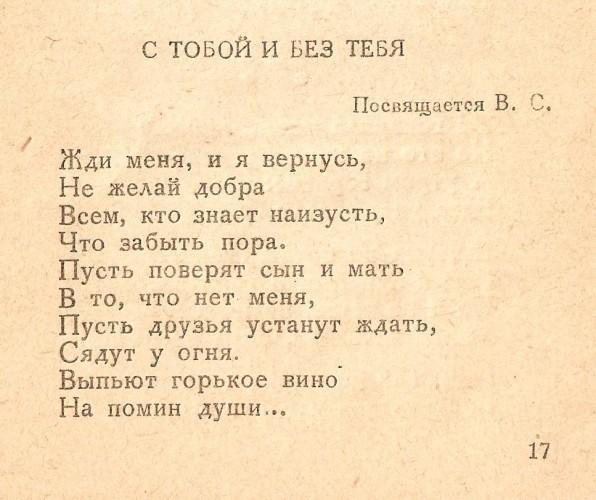 С ТОБОЙ И БЕЗ ТЕБЯ
Посвящается В. С.
Жди меня, и я вернусь,
Не желай добра
Всем, кто знает наизусть,
Что забыть пора.
Пусть поверят сын и мать
В то, что нет меня,
Пусть друзья устанут ждать,
Сядут у огня.
Выпьют горькое вино
На помин души...
17